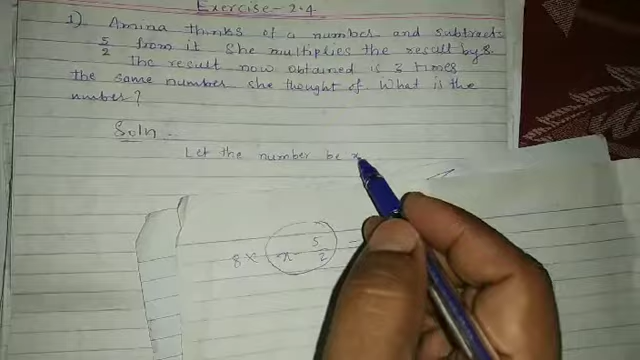 Exercise-2.4
1). Amina thinks of a number and subtracts
5/2 from it She multiplies the result by 8.
The result now obtained is 3 times
the same number she thought of. What is the
number?
Soln -
Let the number be x
8 × x - 5/2 =